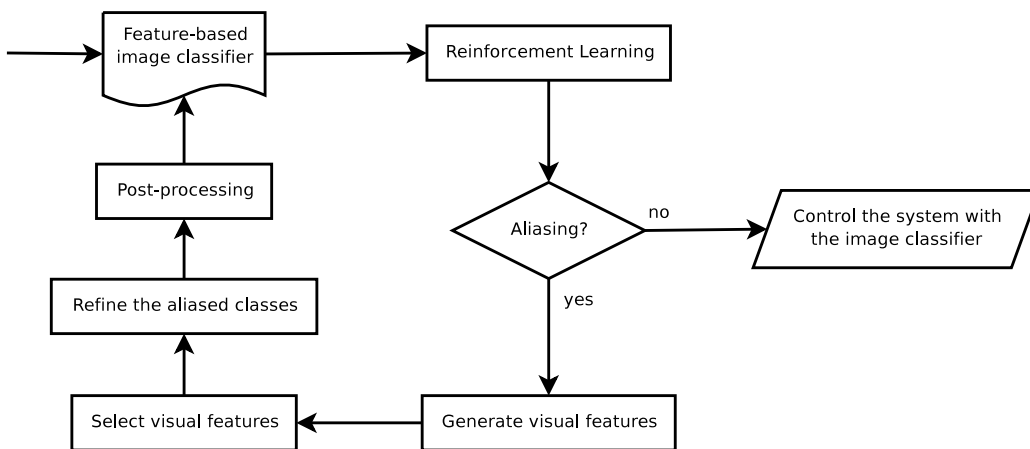 Feature-based
image classifier
Reinforcement Learning
Post-processing
Aliasing?
no
Control the system with
the image classifier
Refine the aliased classes
yes
Select visual features
Generate visual features